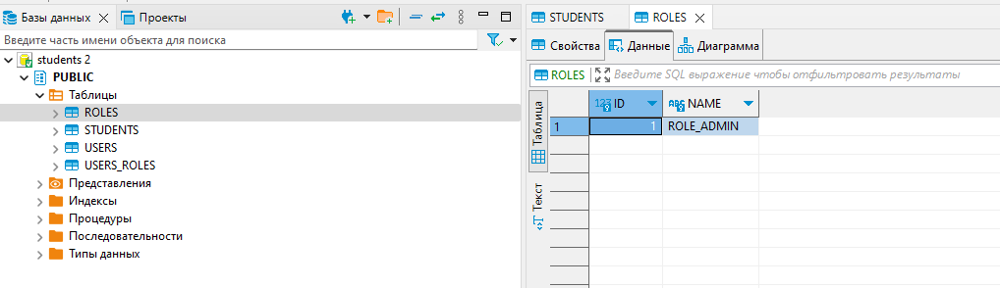 Базы данных
Проекты
Введите часть имени объекта для поиска
students 2
PUBLIC
Таблицы
ROLES
STUDENTS
USERS
USERS_ROLES
Представления
Индексы
Процедуры
Последовательности
Типы данных
STUDENTS
ROLES
Свойства
Данные
Диаграмма
ROLES
Введите SQL выражение чтобы отфильтровать результаты
Таблица
Текст
123 ID
ABC NAME
1 1 ROLE_ADMIN